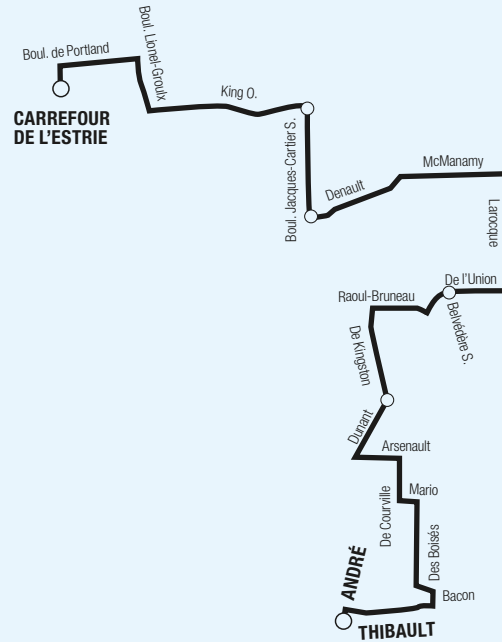 Boul. de Portland
Boul. Lionel-Groulx
King O.
CARREFOUR
DE L'ESTRIE
Boul. Jacques-Cartier S.
Denault
McManamy
Larocque
De l'Union
Raoul-Bruneau
Belvédère S.
De Kingston
Dunant
Arsenault
De Courville
Mario
Des Boisés
Bacon
ANDRÉ
THIBAULT